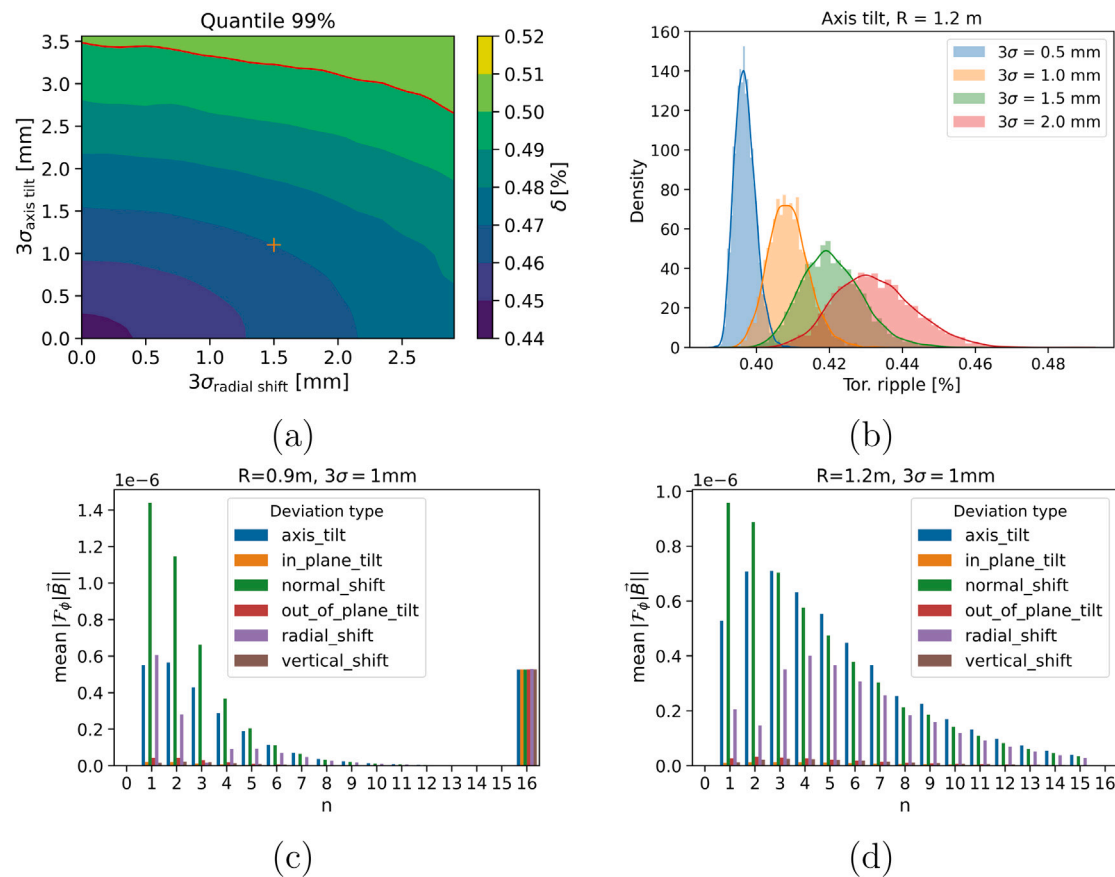 Quantile 99%
3.5
3.0
2.5
2.0
1.5
1.0
0.5
0.0
3σaxis tilt [mm]
0.0 0.5 1.0 1.5 2.0 2.5
3σradial shift [mm]
0.52
0.51
0.50
0.49
0.48
0.47
0.46
0.45
0.44
δ [%]
(a)
Axis tilt, R = 1.2 m
160
140
120
100
80
60
40
20
0
Density
3σ = 0.5 mm
3σ = 1.0 mm
3σ = 1.5 mm
3σ = 2.0 mm
0.40 0.42 0.44 0.46 0.48
Tor. ripple [%]
(b)
R=0.9m, 3σ = 1mm
1e−6
1.4
1.2
1.0
0.8
0.6
0.4
0.2
0.0
mean |ℱϕ|B⃗||
Deviation type
axis_tilt
in_plane_tilt
normal_shift
out_of_plane_tilt
radial_shift
vertical_shift
0 1 2 3 4 5 6 7 8 9 10 11 12 13 14 15 16
n
(c)
R=1.2m, 3σ = 1mm
1e−6
1.0
0.8
0.6
0.4
0.2
0.0
mean |ℱϕ|B⃗||
Deviation type
axis_tilt
in_plane_tilt
normal_shift
out_of_plane_tilt
radial_shift
vertical_shift
0 1 2 3 4 5 6 7 8 9 10 11 12 13 14 15 16
n
(d)